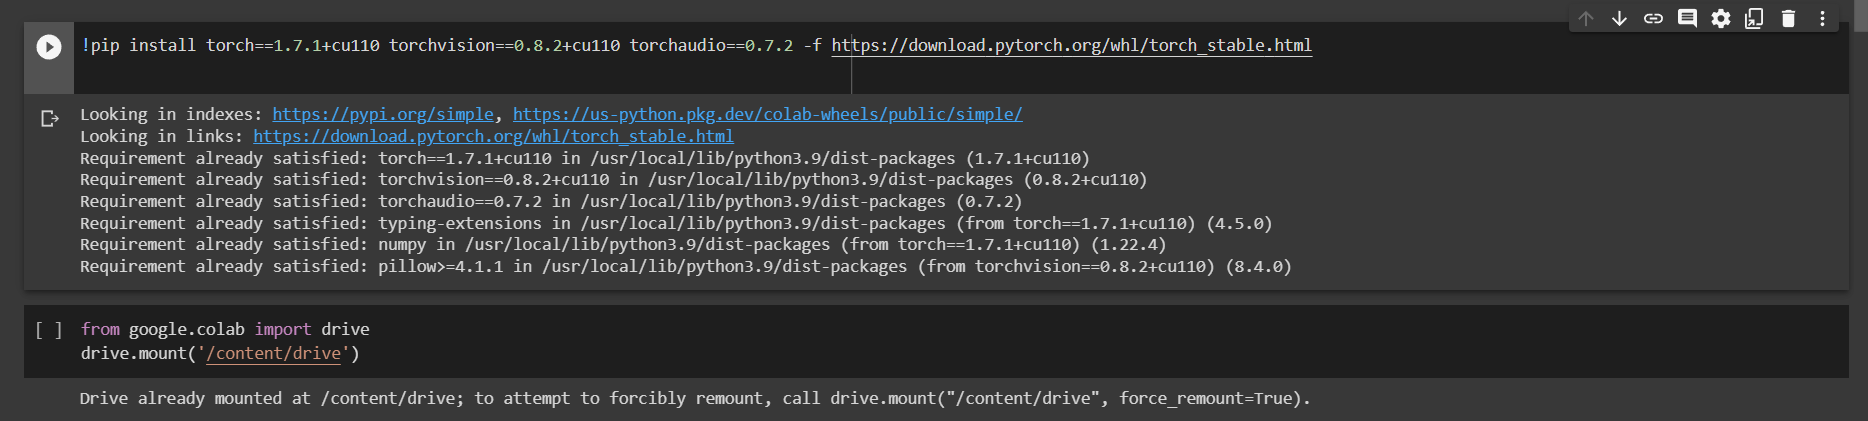 !pip install torch==1.7.1+cu110 torchvision==0.8.2+cu110 torchaudio==0.7.2 -f https://download.pytorch.org/whl/torch_stable.html
Looking in indexes: https://pypi.org/simple, https://us-python.pkg.dev/colab-wheels/public/simple/
Looking in links: https://download.pytorch.org/whl/torch_stable.html
Requirement already satisfied: torch==1.7.1+cu110 in /usr/local/lib/python3.9/dist-packages (1.7.1+cu110)
Requirement already satisfied: torchvision==0.8.2+cu110 in /usr/local/lib/python3.9/dist-packages (0.8.2+cu110)
Requirement already satisfied: torchaudio==0.7.2 in /usr/local/lib/python3.9/dist-packages (0.7.2)
Requirement already satisfied: typing-extensions in /usr/local/lib/python3.9/dist-packages (from torch==1.7.1+cu110) (4.5.0)
Requirement already satisfied: numpy in /usr/local/lib/python3.9/dist-packages (from torch==1.7.1+cu110) (1.22.4)
Requirement already satisfied: pillow>=4.1.1 in /usr/local/lib/python3.9/dist-packages (from torchvision==0.8.2+cu110) (8.4.0)
[ ] from google.colab import drive
drive.mount('/content/drive')
Drive already mounted at /content/drive; to attempt to forcibly remount, call drive.mount("/content/drive", force_remount=True).